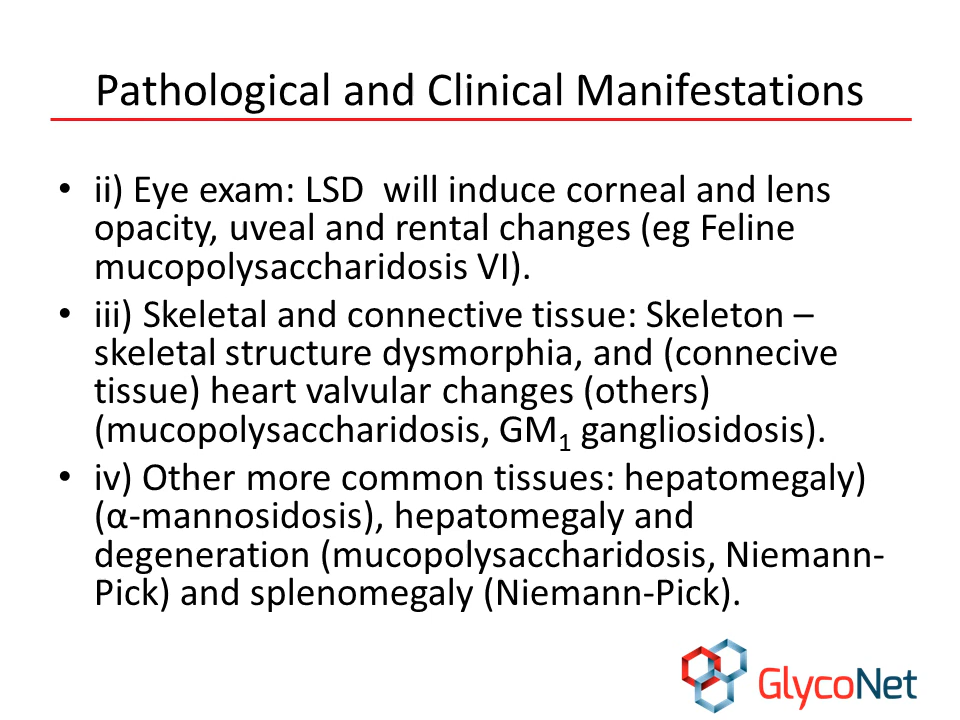 Pathological and Clinical Manifestations
• ii) Eye exam: LSD  will induce corneal and lens
opacity, uveal and rental changes (eg Feline
mucopolysaccharidosis VI).
• iii) Skeletal and connective tissue: Skeleton –
skeletal structure dysmorphia, and (connecive
tissue) heart valvular changes (others)
(mucopolysaccharidosis, GM₁ gangliosidosis).
• iv) Other more common tissues: hepatomegaly)
(α-mannosidosis), hepatomegaly and
degeneration (mucopolysaccharidosis, Niemann-
Pick) and splenomegaly (Niemann-Pick).
GlycoNet